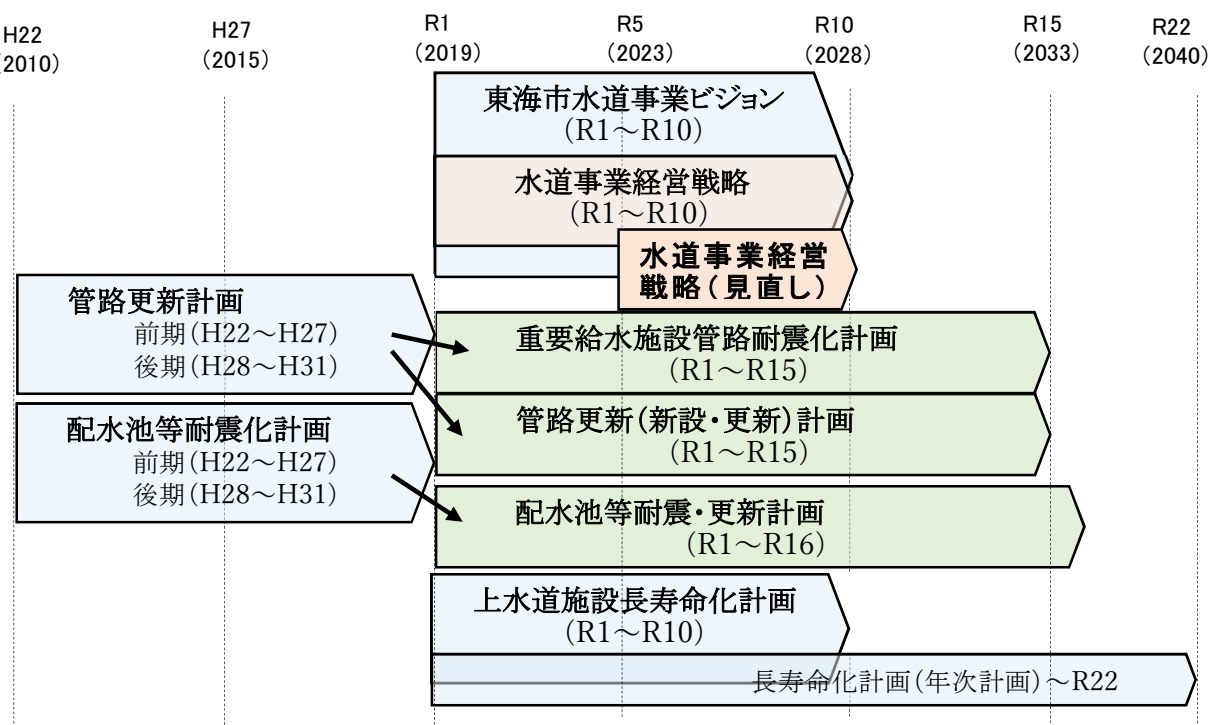 H22
(2010)
H27
(2015)
R1
(2019)
R5
(2023)
R10
(2028)
R15
(2033)
R22
(2040)
東海市水道事業ビジョン
(R1～R10)
水道事業経営戦略
(R1～R10)
水道事業経営
戦略(見直し)
管路更新計画
前期(H22～H27)
後期(H28～H31)
重要給水施設管路耐震化計画
(R1～R15)
管路更新(新設・更新)計画
(R1～R15)
配水池等耐震化計画
前期(H22～H27)
後期(H28～H31)
配水池等耐震・更新計画
(R1～R16)
上水道施設長寿命化計画
(R1～R10)
長寿命化計画(年次計画)～R22